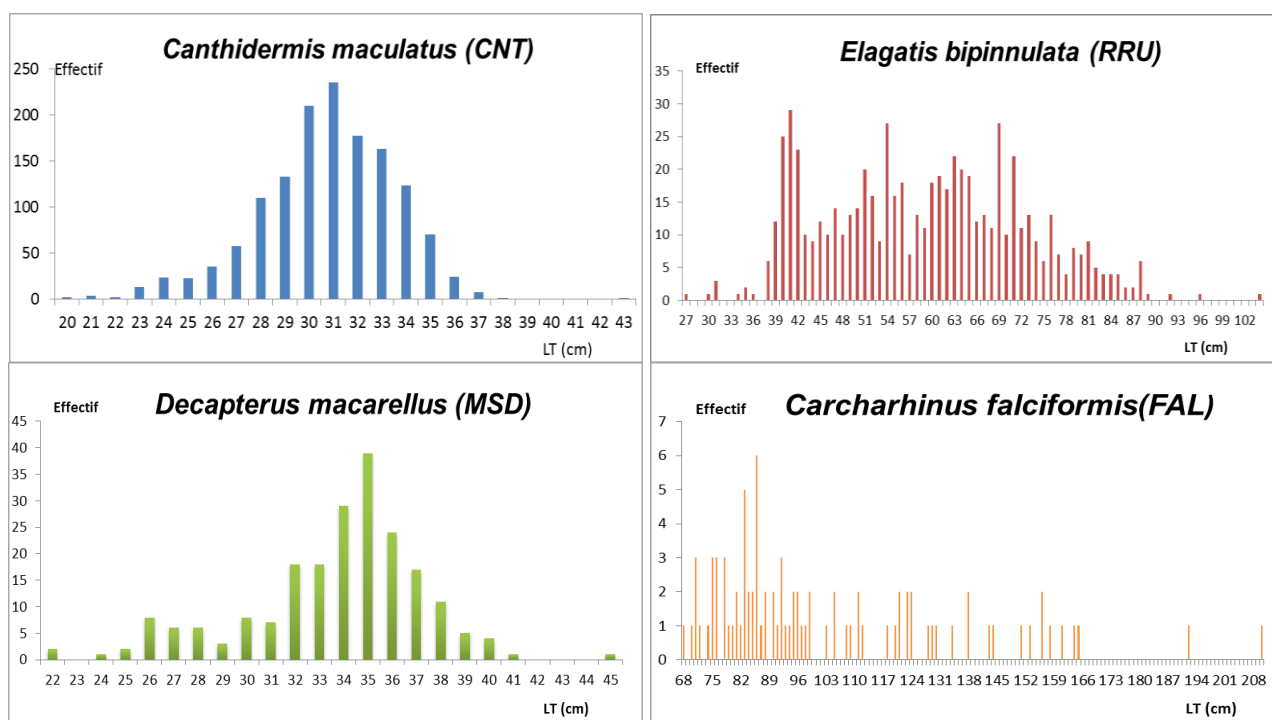 Canthidermis maculatus (CNT)
Effectif
250
200
150
100
50
0
20 21 22 23 24 25 26 27 28 29 30 31 32 33 34 35 36 37 38 39 40 41 42 43
LT (cm)
Elagatis bipinnulata (RRU)
Effectif
35
30
25
20
15
10
5
0
27 30 33 36 39 42 45 48 51 54 57 60 63 66 69 72 75 78 81 84 87 90 93 96 99 102
LT (cm)
Decapterus macarellus (MSD)
Effectif
45
40
35
30
25
20
15
10
5
0
22 23 24 25 26 27 28 29 30 31 32 33 34 35 36 37 38 39 40 41 42 43 45
LT (cm)
Carcharhinus falciformis(FAL)
Effectif
7
6
5
4
3
2
1
0
68 75 82 89 96 103 110 117 124 131 138 145 152 159 166 173 180 187 194 201 208
LT (cm)